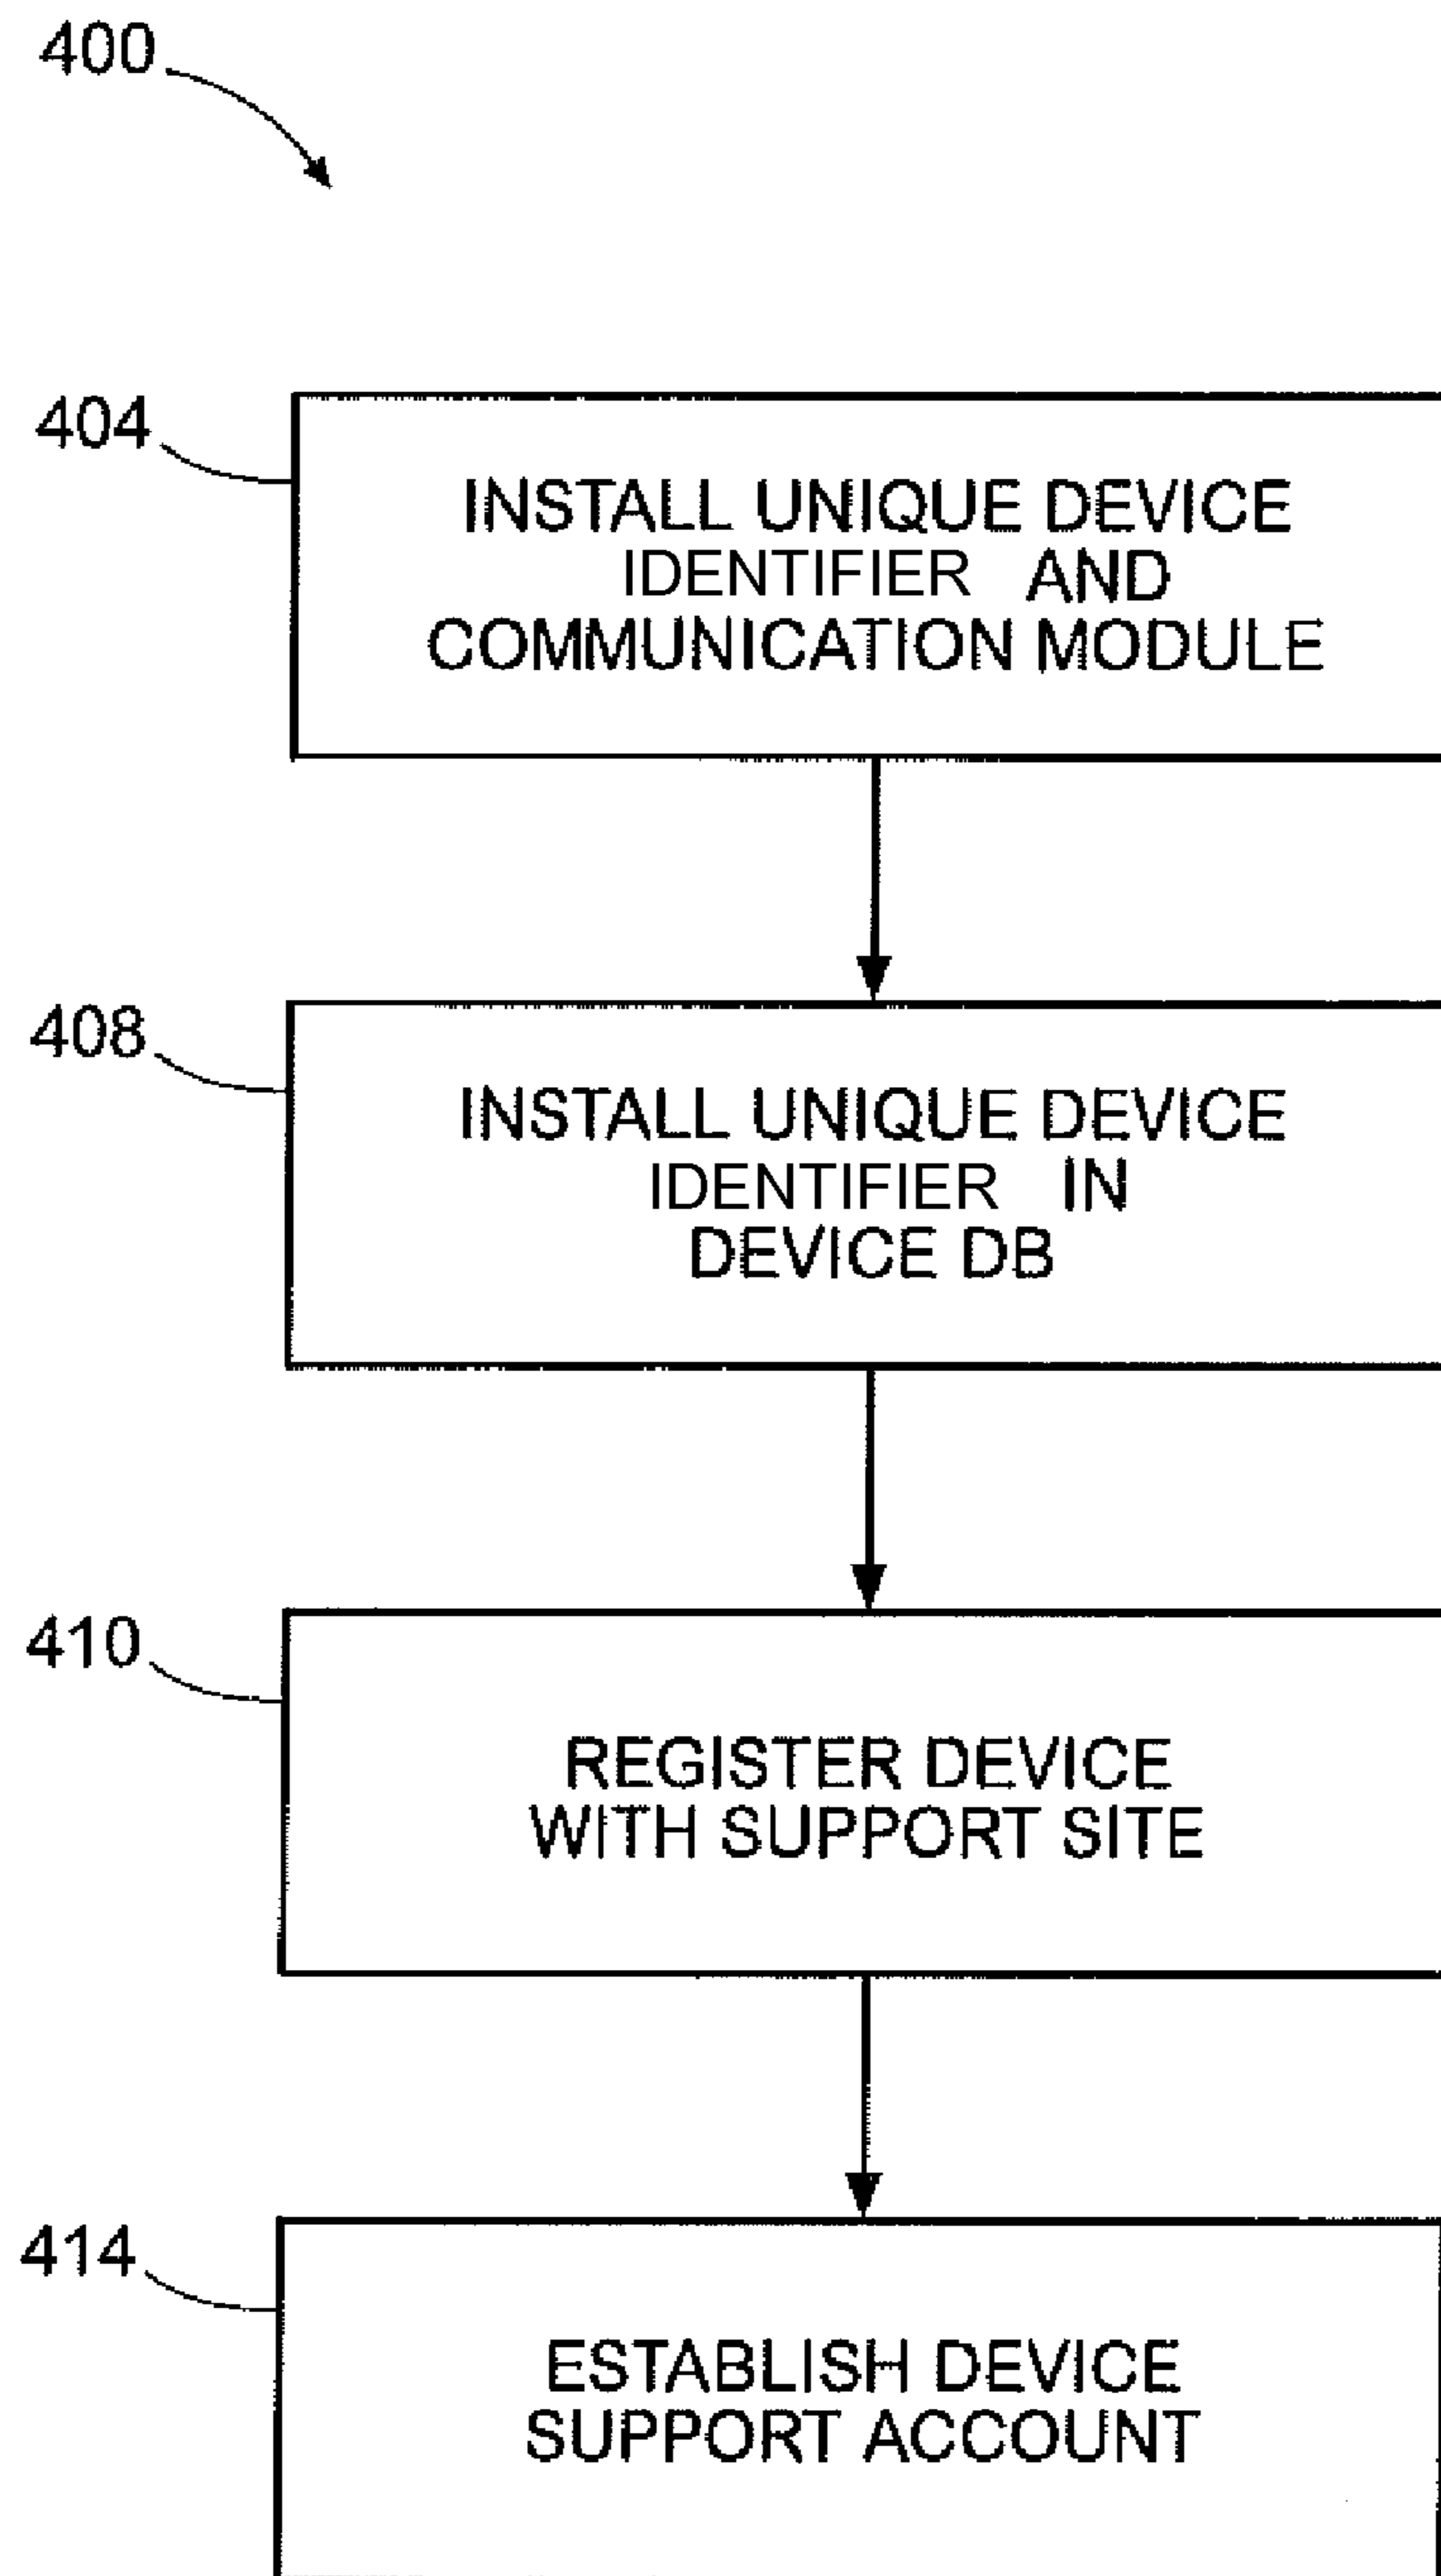 400
404
INSTALL UNIQUE DEVICE
IDENTIFIER AND
COMMUNICATION MODULE
408
INSTALL UNIQUE DEVICE
IDENTIFIER IN
DEVICE DB
410
REGISTER DEVICE
WITH SUPPORT SITE
414
ESTABLISH DEVICE
SUPPORT ACCOUNT